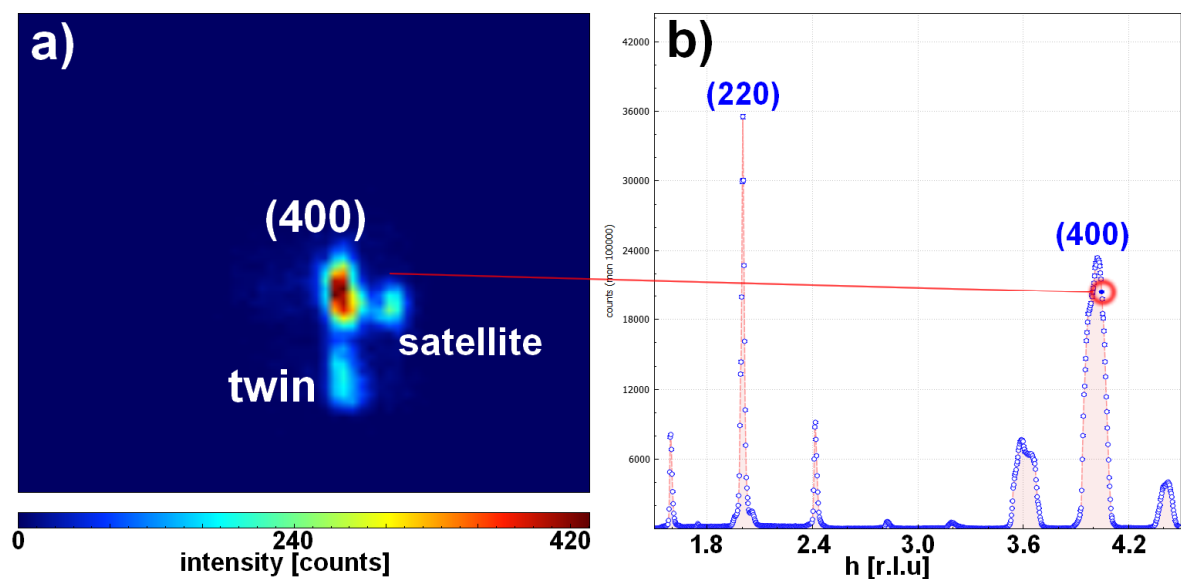 a)
(400)
satellite
twin
0
240
420
intensity [counts]
b)
(220)
(400)
counts (mon 100000)
42000
36000
30000
24000
18000
12000
6000
1.8
2.4
3.0
3.6
4.2
h [r.l.u]